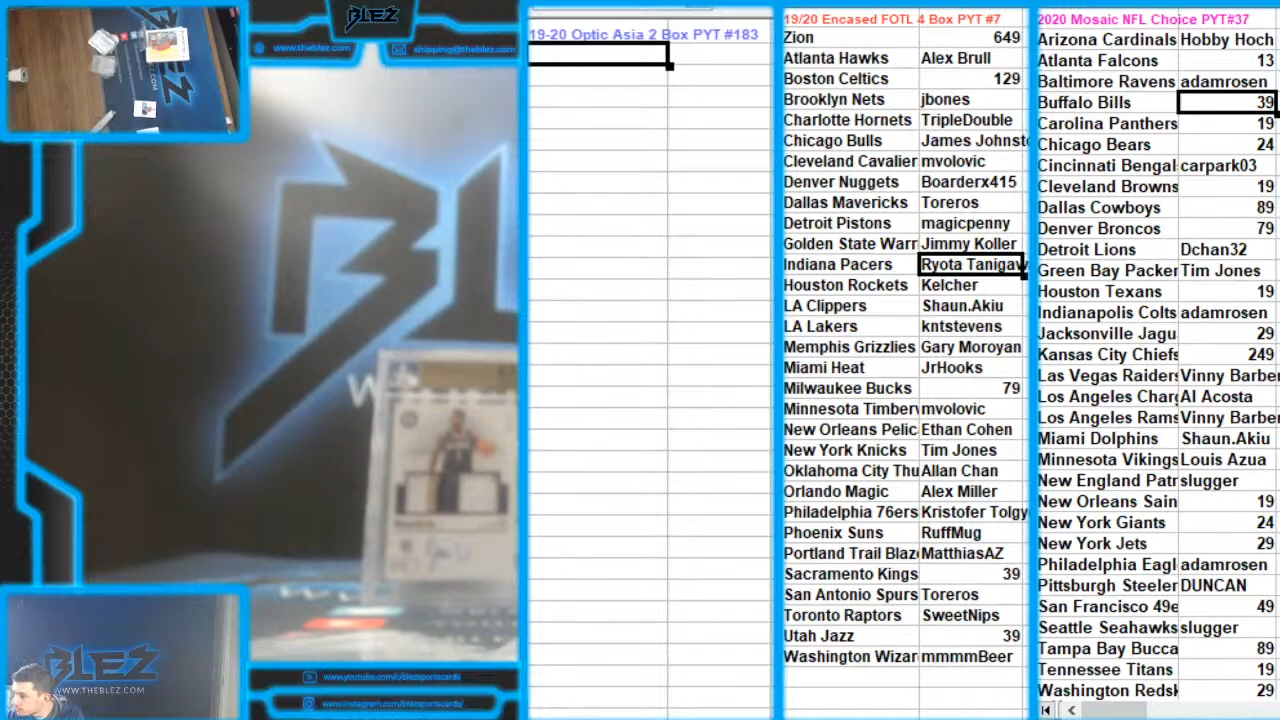 BLEZ
www.theblez.com
shipping@theblez.com
BLEZ
WWW.THEBLEZ.COM
www.youtube.com/c/blezsportscards
www.instagram.com/blezsportscards/
19-20 Optic Asia 2 Box PYT #183
19/20 Encased FOTL 4 Box PYT #7
Zion 649
Atlanta Hawks Alex Brull
Boston Celtics 129
Brooklyn Nets jbones
Charlotte Hornets TripleDouble
Chicago Bulls James Johnst
Cleveland Cavalier mvolovic
Denver Nuggets Boarderx415
Dallas Mavericks Toreros
Detroit Pistons magicpenny
Golden State Warr Jimmy Koller
Indiana Pacers Ryota Tanigaw
Houston Rockets Kelcher
LA Clippers Shaun.Akiu
LA Lakers kntstevens
Memphis Grizzlies Gary Moroyan
Miami Heat JrHooks
Milwaukee Bucks 79
Minnesota Timberv mvolovic
New Orleans Pelic Ethan Cohen
New York Knicks Tim Jones
Oklahoma City Thu Allan Chan
Orlando Magic Alex Miller
Philadelphia 76ers Kristofer Tolgy
Phoenix Suns RuffMug
Portland Trail Blaz MatthiasAZ
Sacramento Kings 39
San Antonio Spurs Toreros
Toronto Raptors SweetNips
Utah Jazz 39
Washington Wizar mmmmBeer
2020 Mosaic NFL Choice PYT#37
Arizona Cardinals Hobby Hoch
Atlanta Falcons 13
Baltimore Ravens adamrosen
Buffalo Bills 39
Carolina Panthers 19
Chicago Bears 24
Cincinnati Bengal carpark03
Cleveland Browns 19
Dallas Cowboys 89
Denver Broncos 79
Detroit Lions Dchan32
Green Bay Packer Tim Jones
Houston Texans 19
Indianapolis Colts adamrosen
Jacksonville Jagu 29
Kansas City Chiefs 249
Las Vegas Raiders Vinny Barber
Los Angeles Charg Al Acosta
Los Angeles Rams Vinny Barber
Miami Dolphins Shaun.Akiu
Minnesota Vikings Louis Azua
New England Patr slugger
New Orleans Sain 19
New York Giants 24
New York Jets 29
Philadelphia Eagl adamrosen
Pittsburgh Steeler DUNCAN
San Francisco 49e 49
Seattle Seahawks slugger
Tampa Bay Bucca 89
Tennessee Titans 19
Washington Redsk 29